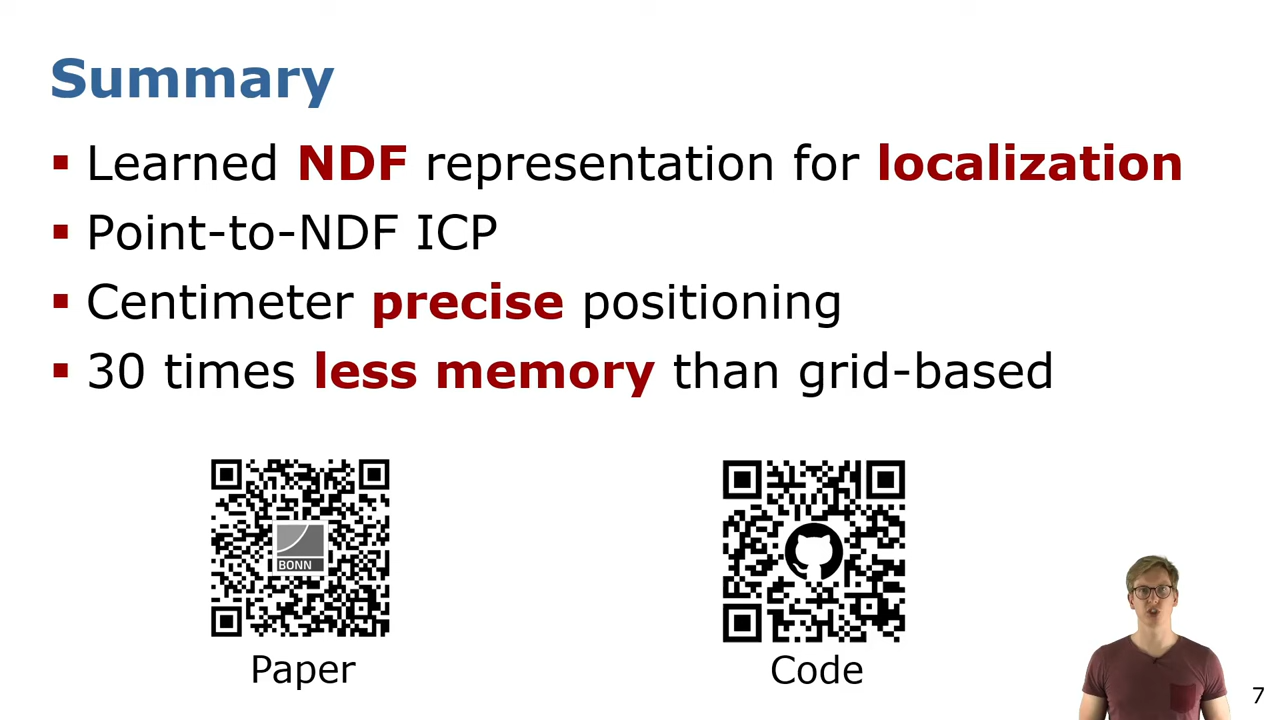 Summary
Learned NDF representation for localization
Point-to-NDF ICP
Centimeter precise positioning
30 times less memory than grid-based
BONN
Paper
Code
7